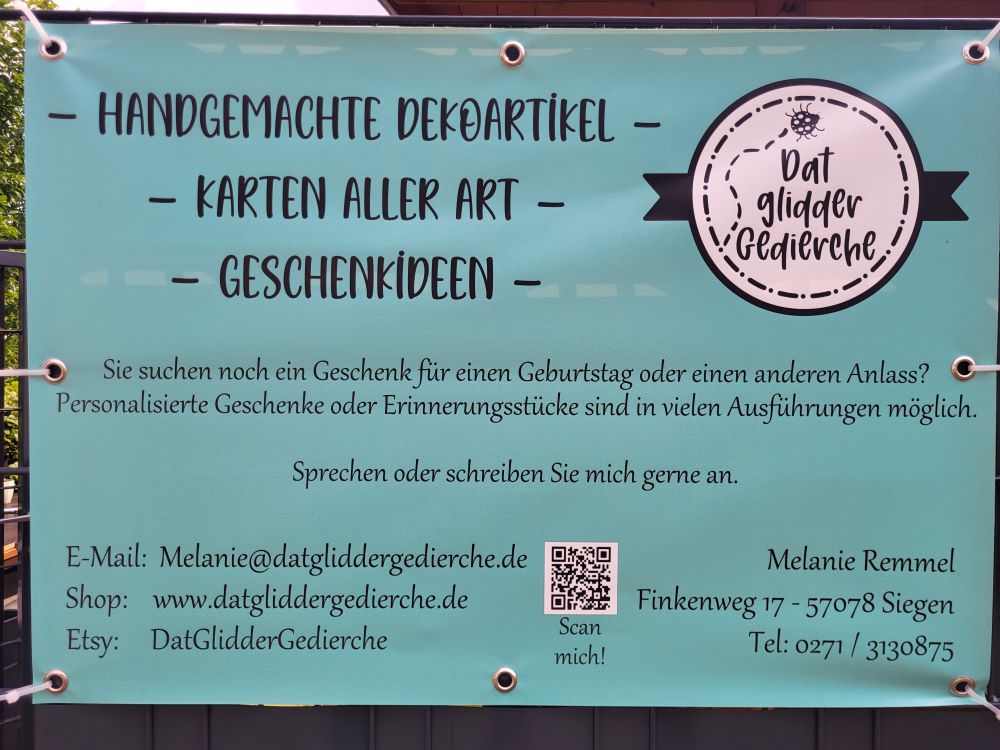 – HANDGEMACHTE DEKOARTIKEL –
– KARTEN ALLER ART –
– GESCHENKIDEEN –
Dat
glidder
Gedierche
Sie suchen noch ein Geschenk für einen Geburtstag oder einen anderen Anlass?
Personalisierte Geschenke oder Erinnerungsstücke sind in vielen Ausführungen möglich.
Sprechen oder schreiben Sie mich gerne an.
E-Mail: Melanie@datgliddergedierche.de
Shop: www.datgliddergedierche.de
Etsy: DatGlidderGedierche
Scan
mich!
Melanie Remmel
Finkenweg 17 - 57078 Siegen
Tel: 0271 / 3130875